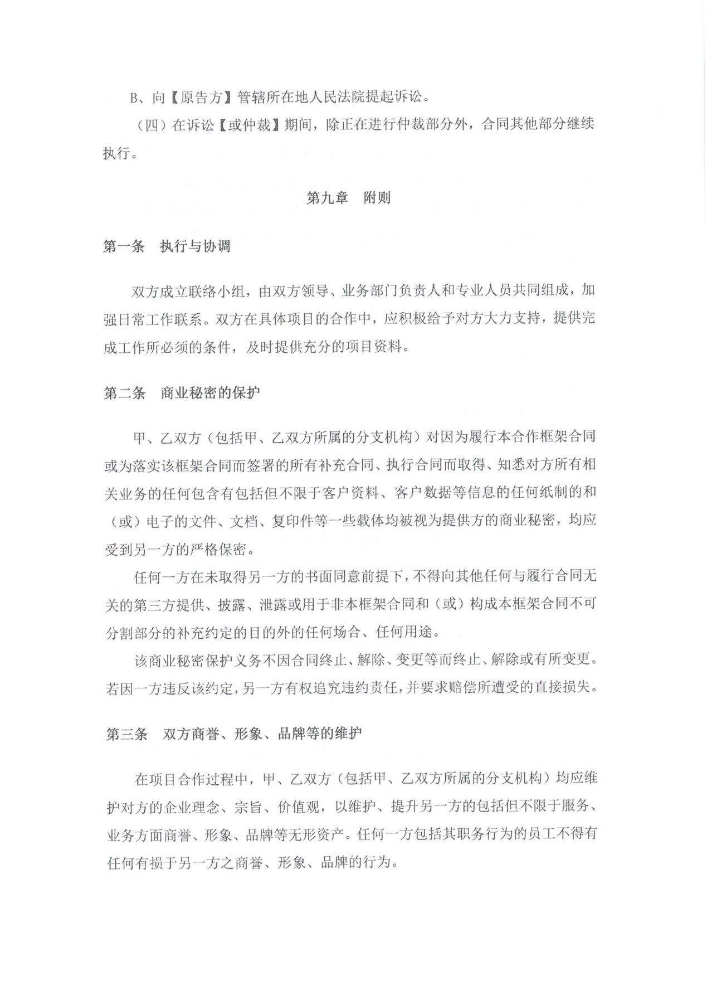 B、向【原告方】管辖所在地人民法院提起诉讼。
（四）在诉讼【或仲裁】期间，除正在进行仲裁部分外，合同其他部分继续
执行。
第九章　附则
第一条　执行与协调
双方成立联络小组，由双方领导、业务部门负责人和专业人员共同组成，加
强日常工作联系。双方在具体项目的合作中，应积极给予对方大力支持，提供完
成工作所必须的条件，及时提供充分的项目资料。
第二条　商业秘密的保护
甲、乙双方（包括甲、乙双方所属的分支机构）对因为履行本合作框架合同
或为落实该框架合同而签署的所有补充合同、执行合同而取得、知悉对方所有相
关业务的任何包含有包括但不限于客户资料、客户数据等信息的任何纸制的和
（或）电子的文件、文档、复印件等一些载体均被视为提供方的商业秘密，均应
受到另一方的严格保密。
任何一方在未取得另一方的书面同意前提下，不得向其他任何与履行合同无
关的第三方提供、披露、泄露或用于非本框架合同和（或）构成本框架合同不可
分割部分的补充约定的目的外的任何场合、任何用途。
该商业秘密保护义务不因合同终止、解除、变更等而终止、解除或有所变更。
若因一方违反该约定，另一方有权追究违约责任，并要求赔偿所遭受的直接损失。
第三条　双方商誉、形象、品牌等的维护
在项目合作过程中，甲、乙双方（包括甲、乙双方所属的分支机构）均应维
护对方的企业理念、宗旨、价值观，以维护、提升另一方的包括但不限于服务、
业务方面商誉、形象、品牌等无形资产。任何一方包括其职务行为的员工不得有
任何有损于另一方之商誉、形象、品牌的行为。